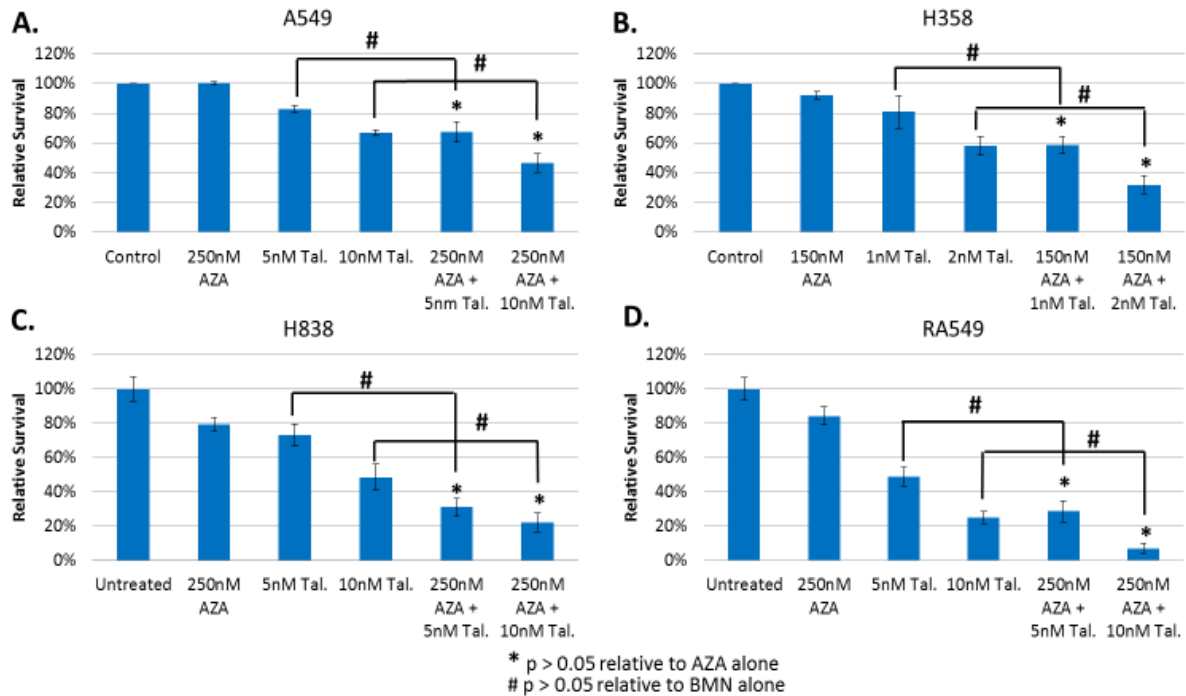 A.
A549
#
#
120%
100%
80%
60%
40%
20%
0%
Relative Survival
*
*
Control
250nM
AZA
5nM Tal.
10nM Tal.
250nM
AZA +
5nm Tal.
250nM
AZA +
10nM Tal.
B.
H358
#
#
120%
100%
80%
60%
40%
20%
0%
Relative Survival
*
*
Control
150nM
AZA
1nM Tal.
2nM Tal.
150nM
AZA +
1nM Tal.
150nM
AZA +
2nM Tal.
C.
H838
#
#
120%
100%
80%
60%
40%
20%
0%
Relative Survival
*
*
Untreated
250nM
AZA
5nM Tal.
10nM Tal.
250nM
AZA +
5nM Tal.
250nM
AZA +
10nM Tal.
D.
RA549
#
#
120%
100%
80%
60%
40%
20%
0%
Relative Survival
*
*
Untreated
250nM
AZA
5nM Tal.
10nM Tal.
250nM
AZA +
5nM Tal.
250nM
AZA +
10nM Tal.
* p > 0.05 relative to AZA alone
# p > 0.05 relative to BMN alone